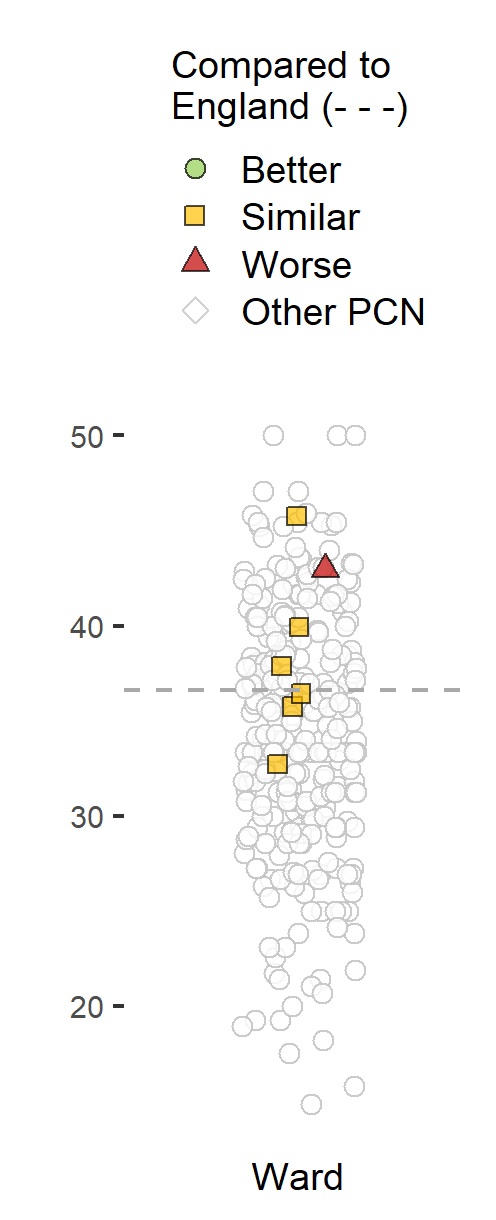 Compared to
England (- - -)
Better
Similar
Worse
Other PCN
50
40
30
20
Ward